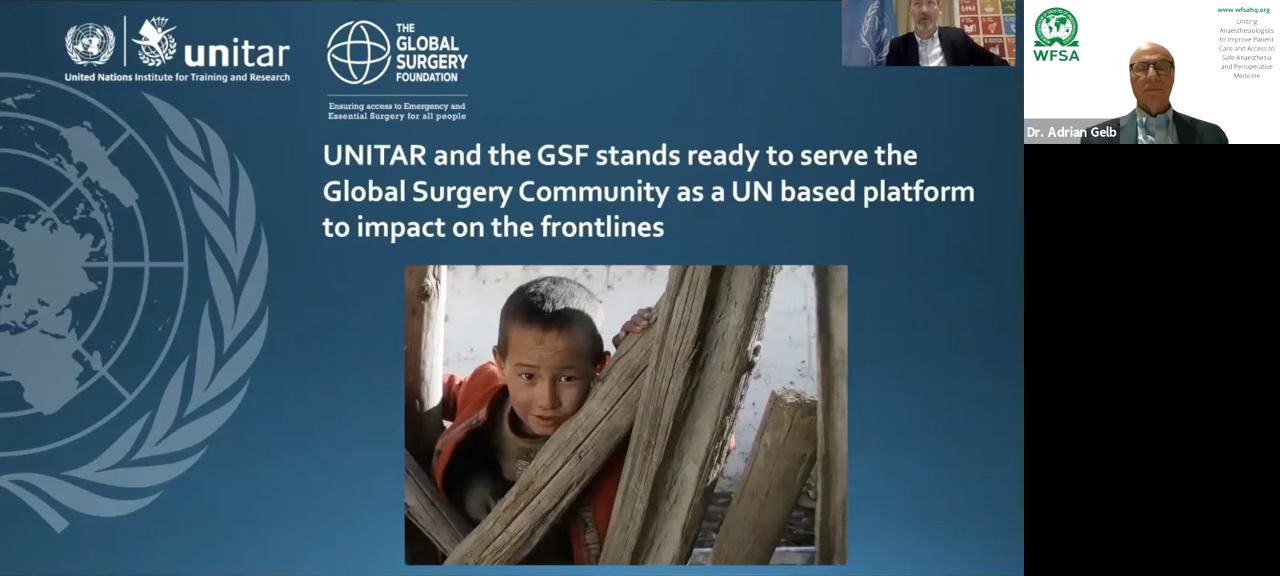 unitar
United Nations Institute for Training and Research
THE
GLOBAL
SURGERY
FOUNDATION
Ensuring access to Emergency and
Essential Surgery for all people
UNITAR and the GSF stands ready to serve the
Global Surgery Community as a UN based platform
to impact on the frontlines
WFSA
www.wfsahq.org
Uniting
Anaesthesiologists
to Improve Patient
Care and Access to
Safe Anaesthesia
and Perioperative
Medicine
Dr. Adrian Gelb